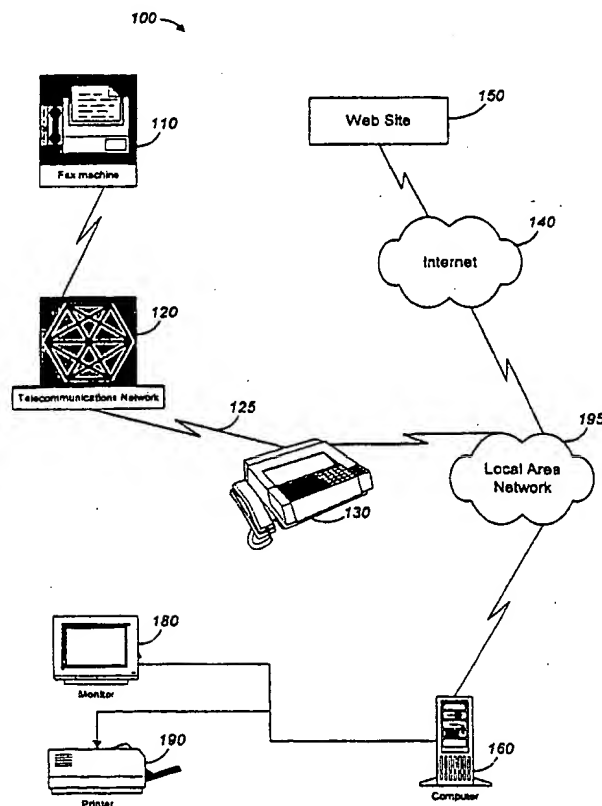 100
110
Fax machine
Web Site
150
Internet
140
120
Telecommunications Network
125
130
Local Area
Network
195
180
Monitor
190
Printer
160
Computer